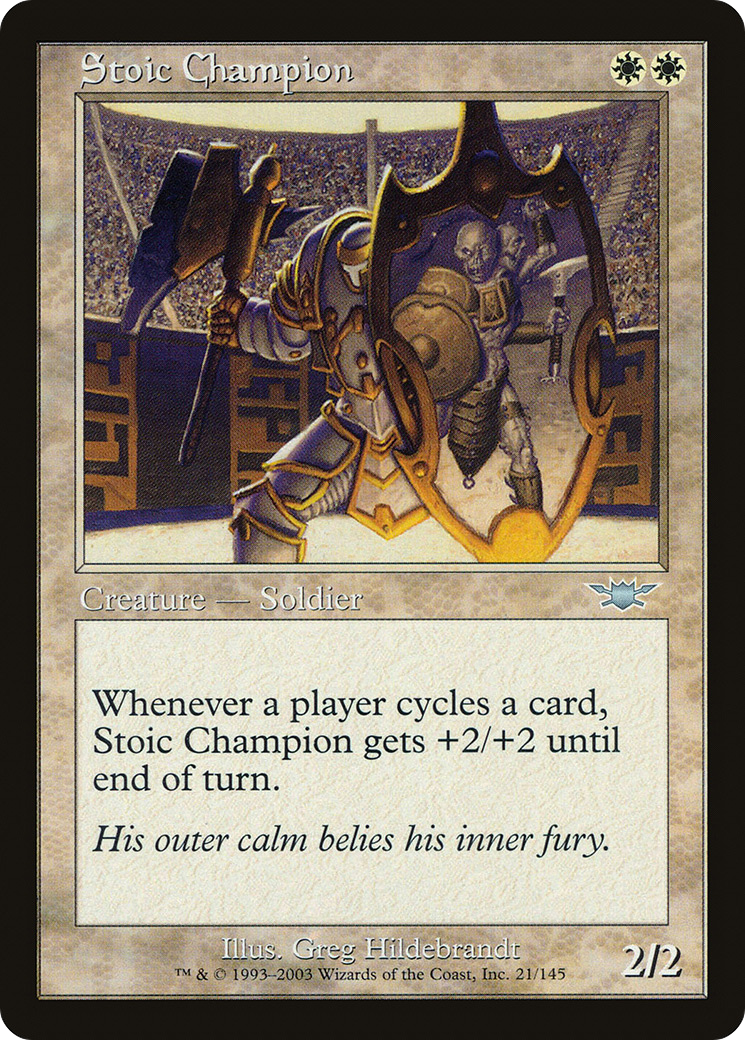 Stoic Champion
Creature — Soldier
Whenever a player cycles a card,
Stoic Champion gets +2/+2 until
end of turn.
His outer calm belies his inner fury.
Illus. Greg Hildebrandt
™ & © 1993–2003 Wizards of the Coast, Inc. 21/145
2/2